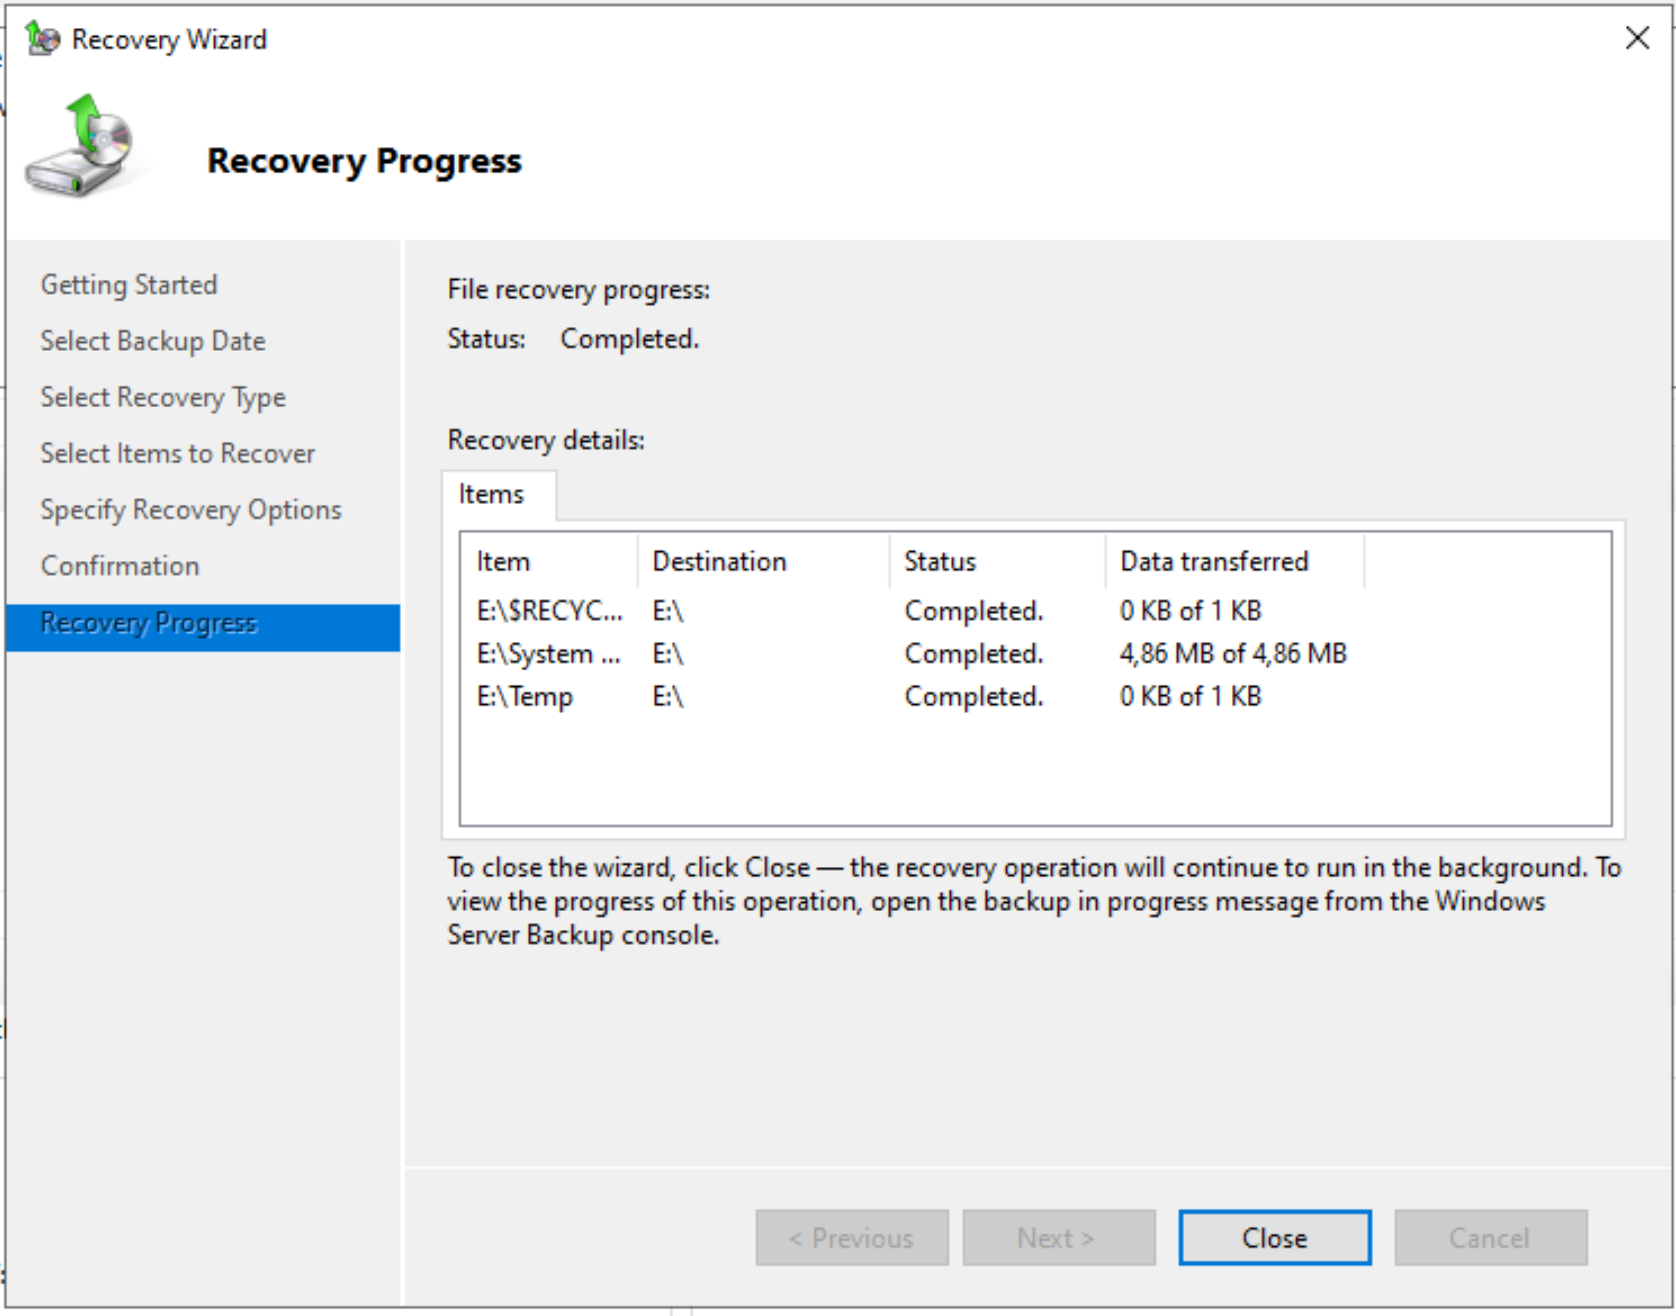 Recovery Wizard
Recovery Progress
Getting Started
Select Backup Date
Select Recovery Type
Select Items to Recover
Specify Recovery Options
Confirmation
Recovery Progress
File recovery progress:
Status: Completed.
Recovery details:
Items
Item Destination Status Data transferred
E:\$RECYC... E:\ Completed. 0 KB of 1 KB
E:\System ... E:\ Completed. 4,86 MB of 4,86 MB
E:\Temp E:\ Completed. 0 KB of 1 KB
To close the wizard, click Close — the recovery operation will continue to run in the background. To
view the progress of this operation, open the backup in progress message from the Windows
Server Backup console.
< Previous Next > Close Cancel